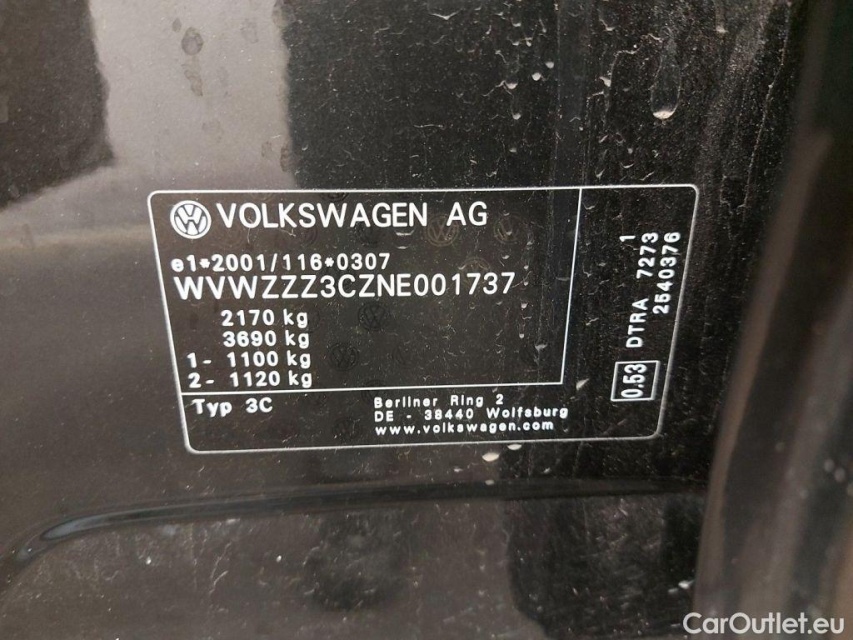 VOLKSWAGEN AG
e1*2001/116*0307
WVWZZZ3CZNE001737
2170 kg
3690 kg
1- 1100 kg
2- 1120 kg
Typ 3C
Berliner Ring 2
DE - 38440 Wolfsburg
www.volkswagen.com
0.53
DTRA 7273 1
2540376
CarOutlet.eu